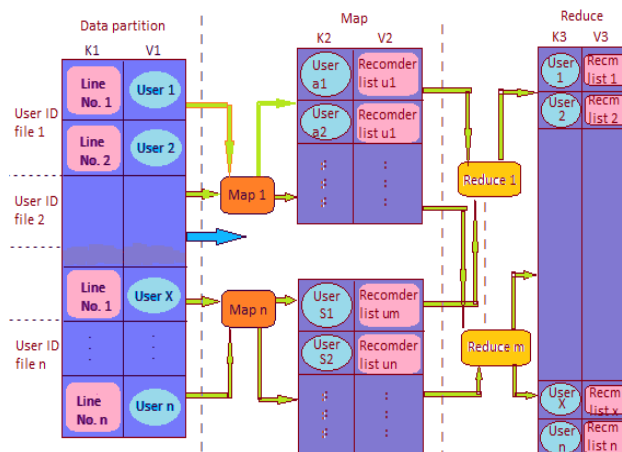 Data partition
Map
Reduce
K1 V1
K2 V2
K3 V3
User ID
file 1
User ID
file 2
User ID
file n
Line
No. 1
User 1
Line
No. 2
User 2
Line
No. 1
User X
Line
No. n
User n
Map 1
Map n
User
a1
Recomder
list u1
User
a2
Recomder
list u1
User
S1
Recomder
list um
User
S2
Recomder
list un
Reduce 1
Reduce m
User
1
Recm
list 1
User
2
Recm
list 2
User
X
Recm
list x
User
n
Recm
list n